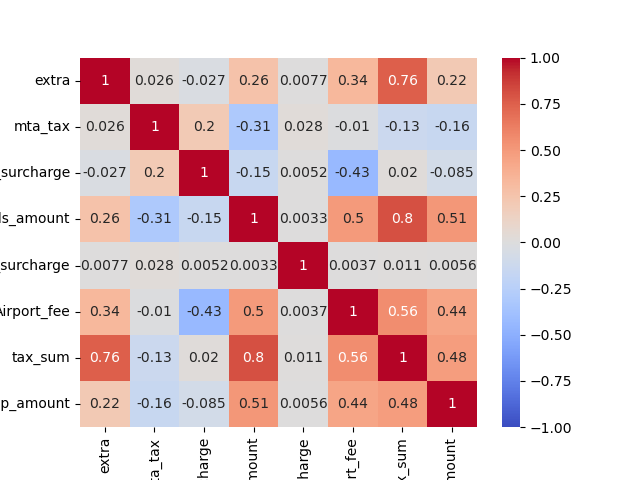 extra 1 0.026 -0.027 0.26 0.0077 0.34 0.76 0.22
mta_tax 0.026 1 0.2 -0.31 0.028 -0.01 -0.13 -0.16
_surcharge -0.027 0.2 1 -0.15 0.0052 -0.43 0.02 -0.085
ls_amount 0.26 -0.31 -0.15 1 0.0033 0.5 0.8 0.51
_surcharge 0.0077 0.028 0.0052 0.0033 1 0.0037 0.011 0.0056
Airport_fee 0.34 -0.01 -0.43 0.5 0.0037 1 0.56 0.44
tax_sum 0.76 -0.13 0.02 0.8 0.011 0.56 1 0.48
p_amount 0.22 -0.16 -0.085 0.51 0.0056 0.44 0.48 1
extra
ta_tax
harge
mount
harge
rt_fee
x_sum
mount
1.00
0.75
0.50
0.25
0.00
−0.25
−0.50
−0.75
−1.00